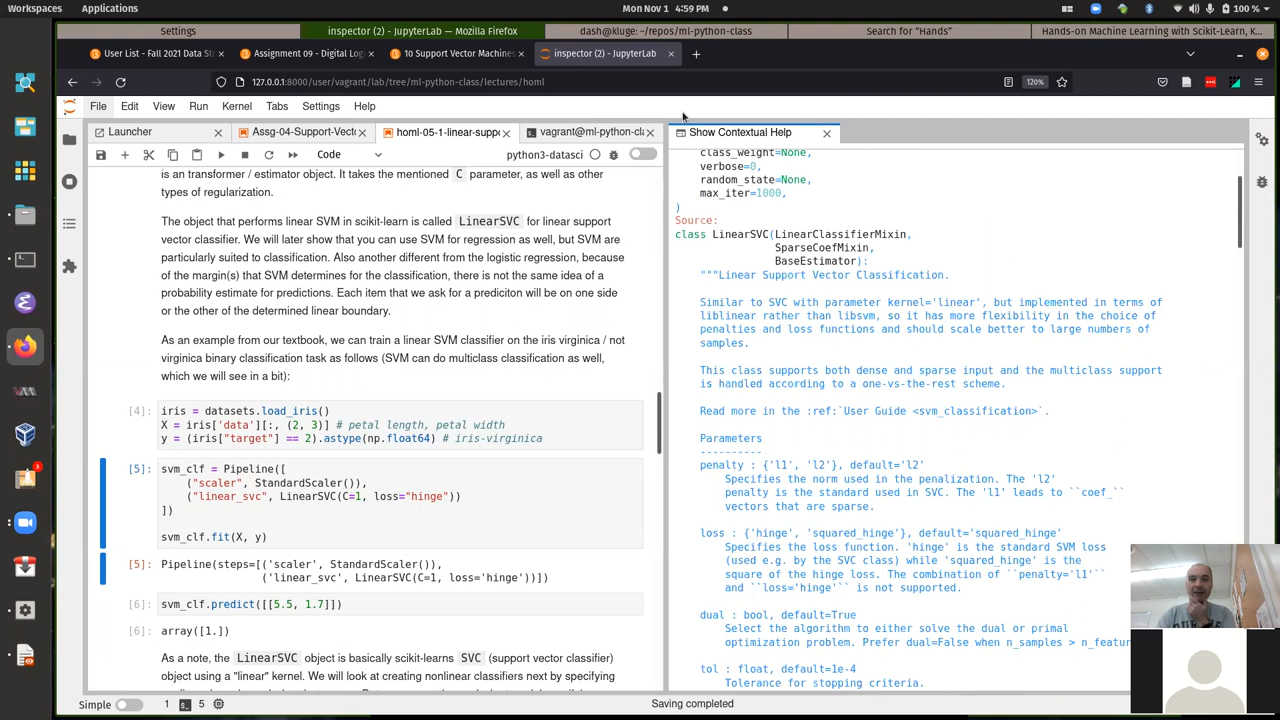 Workspaces Applications Mon Nov 1 4:59 PM 100 %
Settings inspector (2) - JupyterLab — Mozilla Firefox dash@kluge: ~/repos/ml-python-class Search for "Hands" Hands-on Machine Learning with Scikit-Learn, K...
User List - Fall 2021 Data St Assignment 09 - Digital Logi 10 Support Vector Machines inspector (2) - JupyterLab
127.0.0.1:8000/user/vagrant/lab/tree/ml-python-class/lectures/homl 120%
File Edit View Run Kernel Tabs Settings Help
Launcher Assg-04-Support-Vect homl-05-1-linear-supp vagrant@ml-python-cl
Code python3-datasci
is an transformer / estimator object. It takes the mentioned C parameter, as well as other
types of regularization.
The object that performs linear SVM in scikit-learn is called LinearSVC for linear support
vector classifier. We will later show that you can use SVM for regression as well, but SVM are
particularly suited to classification. Also another different from the logistic regression, because
of the margin(s) that SVM determines for the classification, there is not the same idea of a
probability estimate for predictions. Each item that we ask for a prediciton will be on one side
or the other of the determined linear boundary.
As an example from our textbook, we can train a linear SVM classifier on the iris virginica / not
virginica binary classification task as follows (SVM can do multiclass classification as well,
which we will see in a bit):
[4]: iris = datasets.load_iris()
X = iris['data'][:, (2, 3)] # petal length, petal width
y = (iris["target"] == 2).astype(np.float64) # iris-virginica
[5]: svm_clf = Pipeline([
("scaler", StandardScaler()),
("linear_svc", LinearSVC(C=1, loss="hinge"))
])
svm_clf.fit(X, y)
[5]: Pipeline(steps=[('scaler', StandardScaler()),
('linear_svc', LinearSVC(C=1, loss='hinge'))])
[6]: svm_clf.predict([[5.5, 1.7]])
[6]: array([1.])
As a note, the LinearSVC object is basically scikit-learns SVC (support vector classifier)
object using a "linear" kernel. We will look at creating nonlinear classifiers next by specifying
Show Contextual Help
class_weight=None,
verbose=0,
random_state=None,
max_iter=1000,
)
Source:
class LinearSVC(LinearClassifierMixin,
SparseCoefMixin,
BaseEstimator):
"""Linear Support Vector Classification.
Similar to SVC with parameter kernel='linear', but implemented in terms of
liblinear rather than libsvm, so it has more flexibility in the choice of
penalties and loss functions and should scale better to large numbers of
samples.
This class supports both dense and sparse input and the multiclass support
is handled according to a one-vs-the-rest scheme.
Read more in the :ref:`User Guide <svm_classification>`.
Parameters
----------
penalty : {'l1', 'l2'}, default='l2'
Specifies the norm used in the penalization. The 'l2'
penalty is the standard used in SVC. The 'l1' leads to ``coef_``
vectors that are sparse.
loss : {'hinge', 'squared_hinge'}, default='squared_hinge'
Specifies the loss function. 'hinge' is the standard SVM loss
(used e.g. by the SVC class) while 'squared_hinge' is the
square of the hinge loss. The combination of ``penalty='l1'``
and ``loss='hinge'`` is not supported.
dual : bool, default=True
Select the algorithm to either solve the dual or primal
optimization problem. Prefer dual=False when n_samples > n_featur
tol : float, default=1e-4
Tolerance for stopping criteria.
Simple 1 5 Saving completed